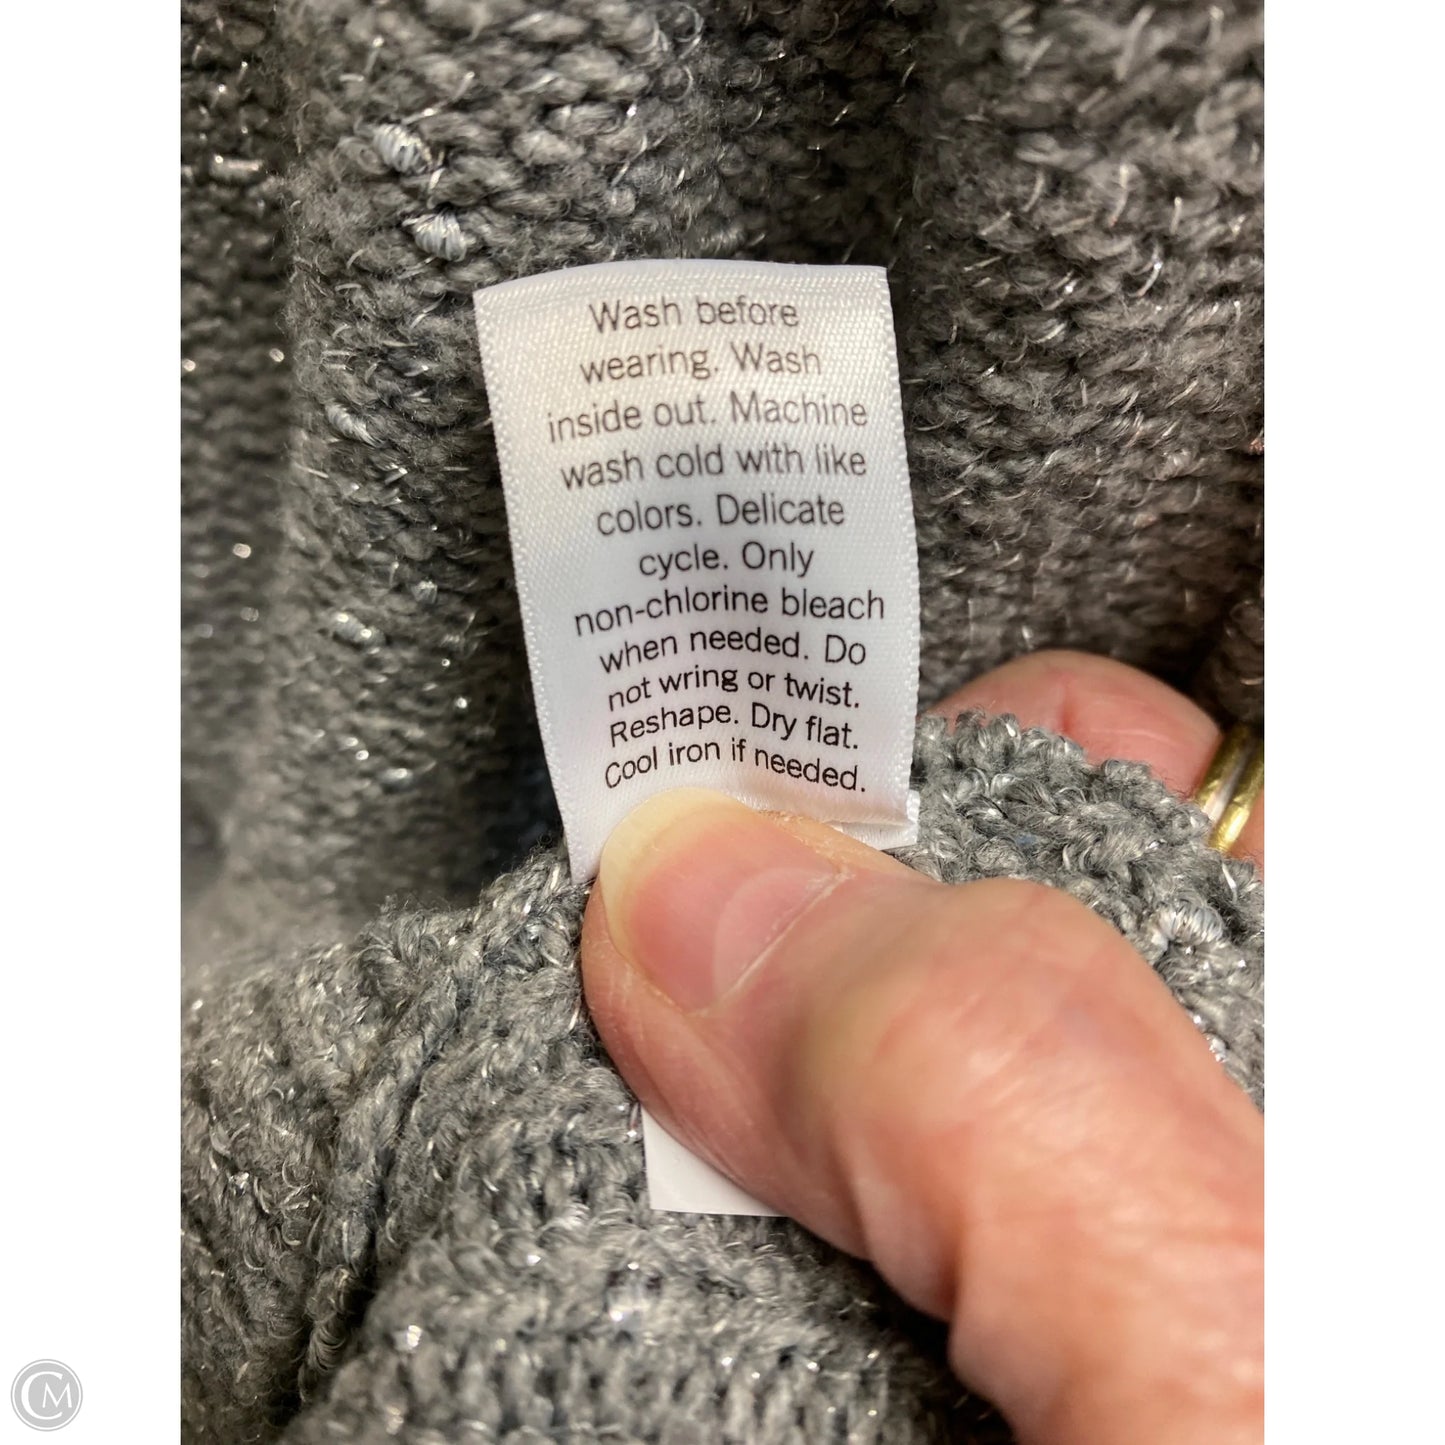 Wash before
wearing. Wash
inside out. Machine
wash cold with like
colors. Delicate
cycle. Only
non-chlorine bleach
when needed. Do
not wring or twist.
Reshape. Dry flat.
Cool iron if needed.
CM